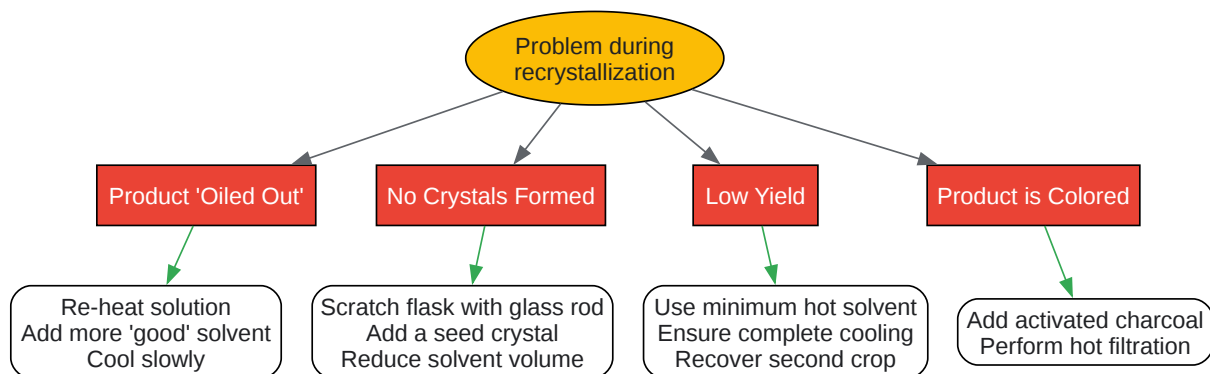 Problem during
recrystallization
Product 'Oiled Out'
No Crystals Formed
Low Yield
Product is Colored
Re-heat solution
Add more 'good' solvent
Cool slowly
Scratch flask with glass rod
Add a seed crystal
Reduce solvent volume
Use minimum hot solvent
Ensure complete cooling
Recover second crop
Add activated charcoal
Perform hot filtration